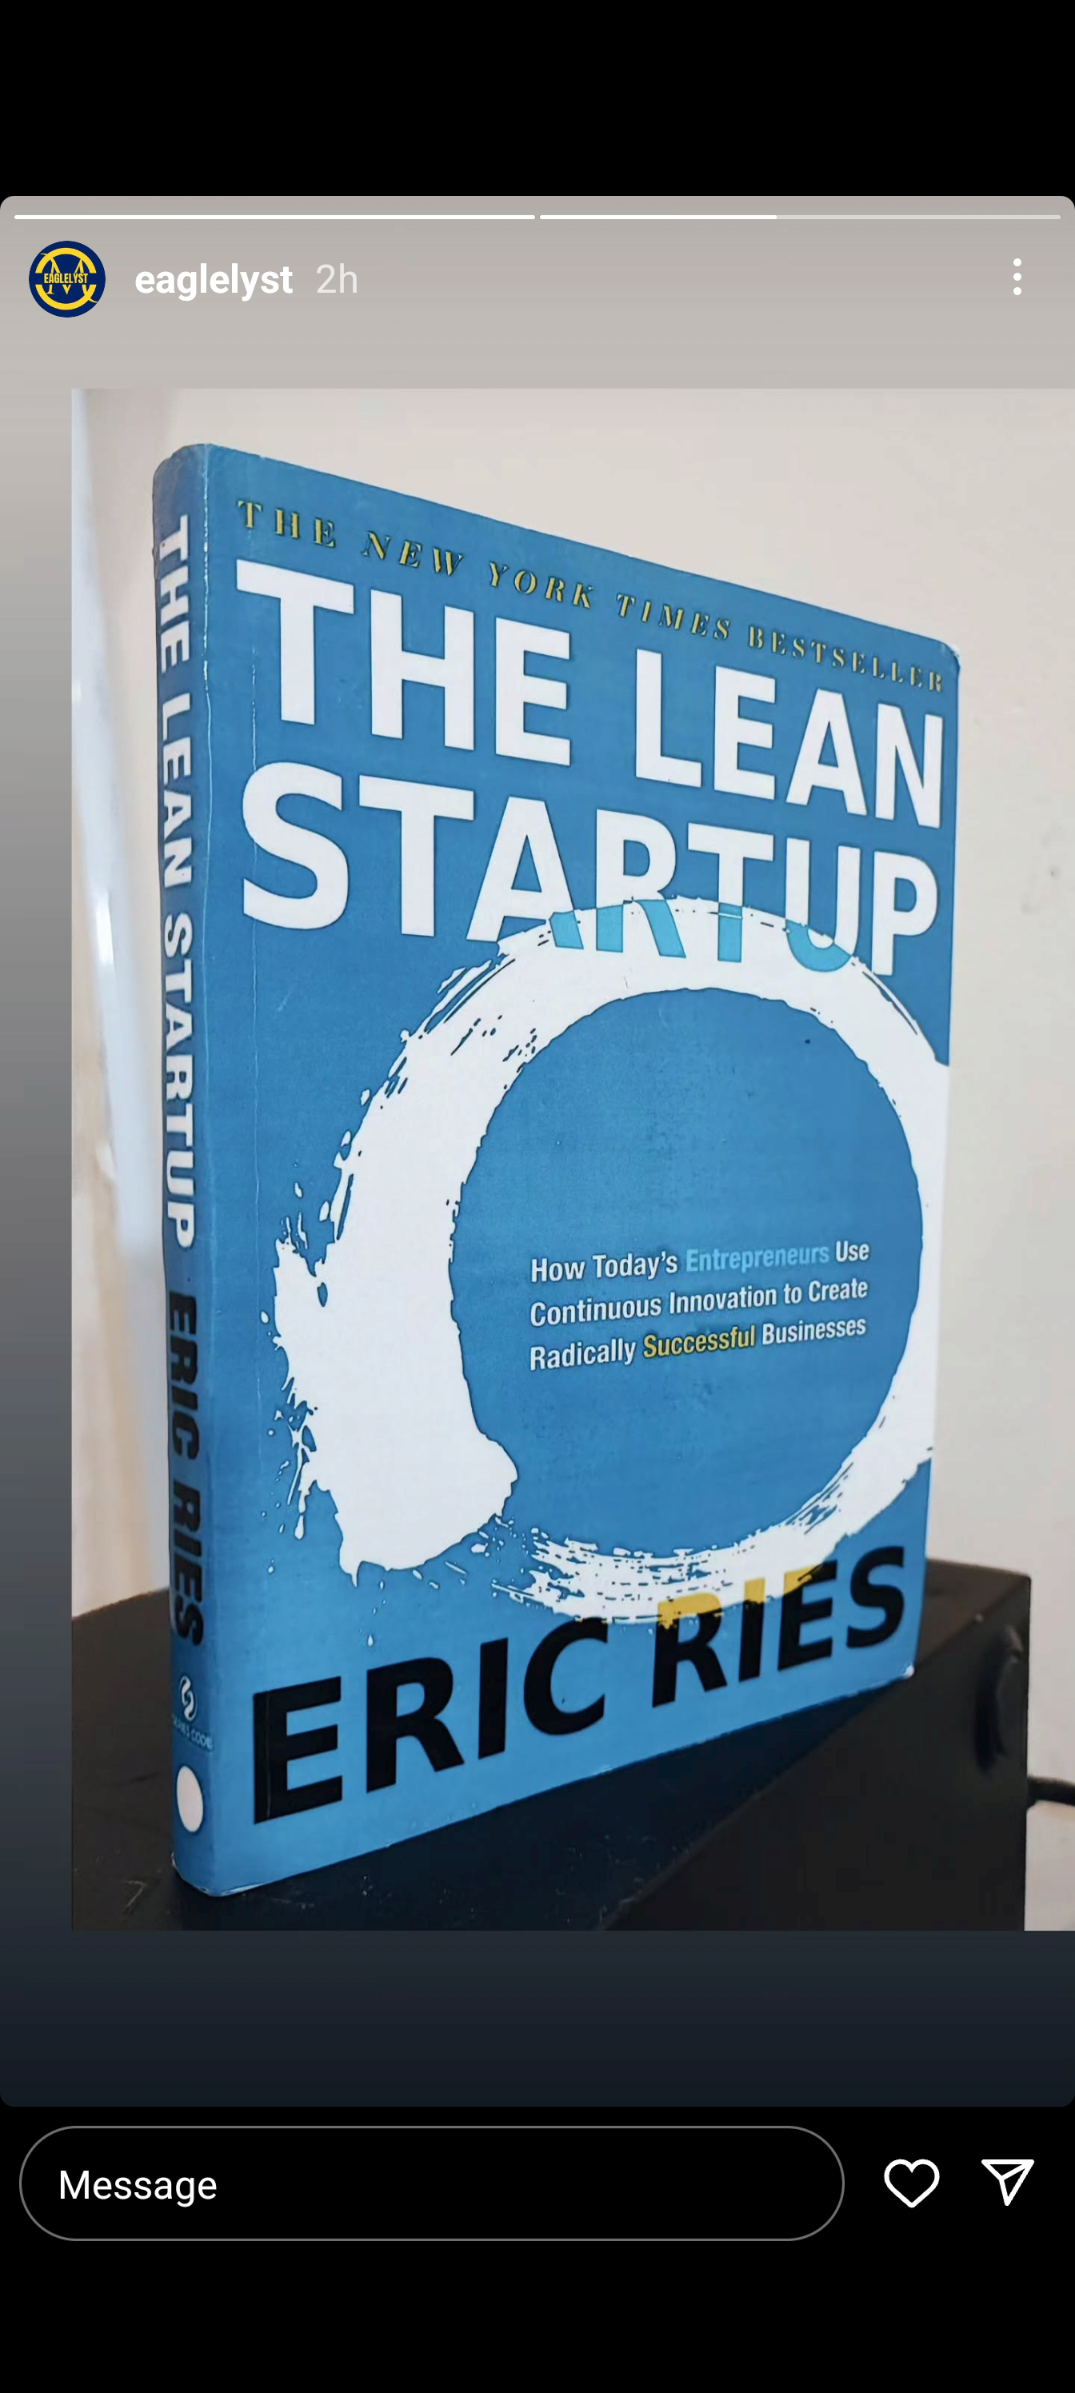 EAGLELYST
eaglelyst 2h
THE NEW YORK TIMES BESTSELLER
THE LEAN
STARTUP
How Today's Entrepreneurs Use
Continuous Innovation to Create
Radically Successful Businesses
ERIC RIES
THE LEAN STARTUP ERIC RIES
Message